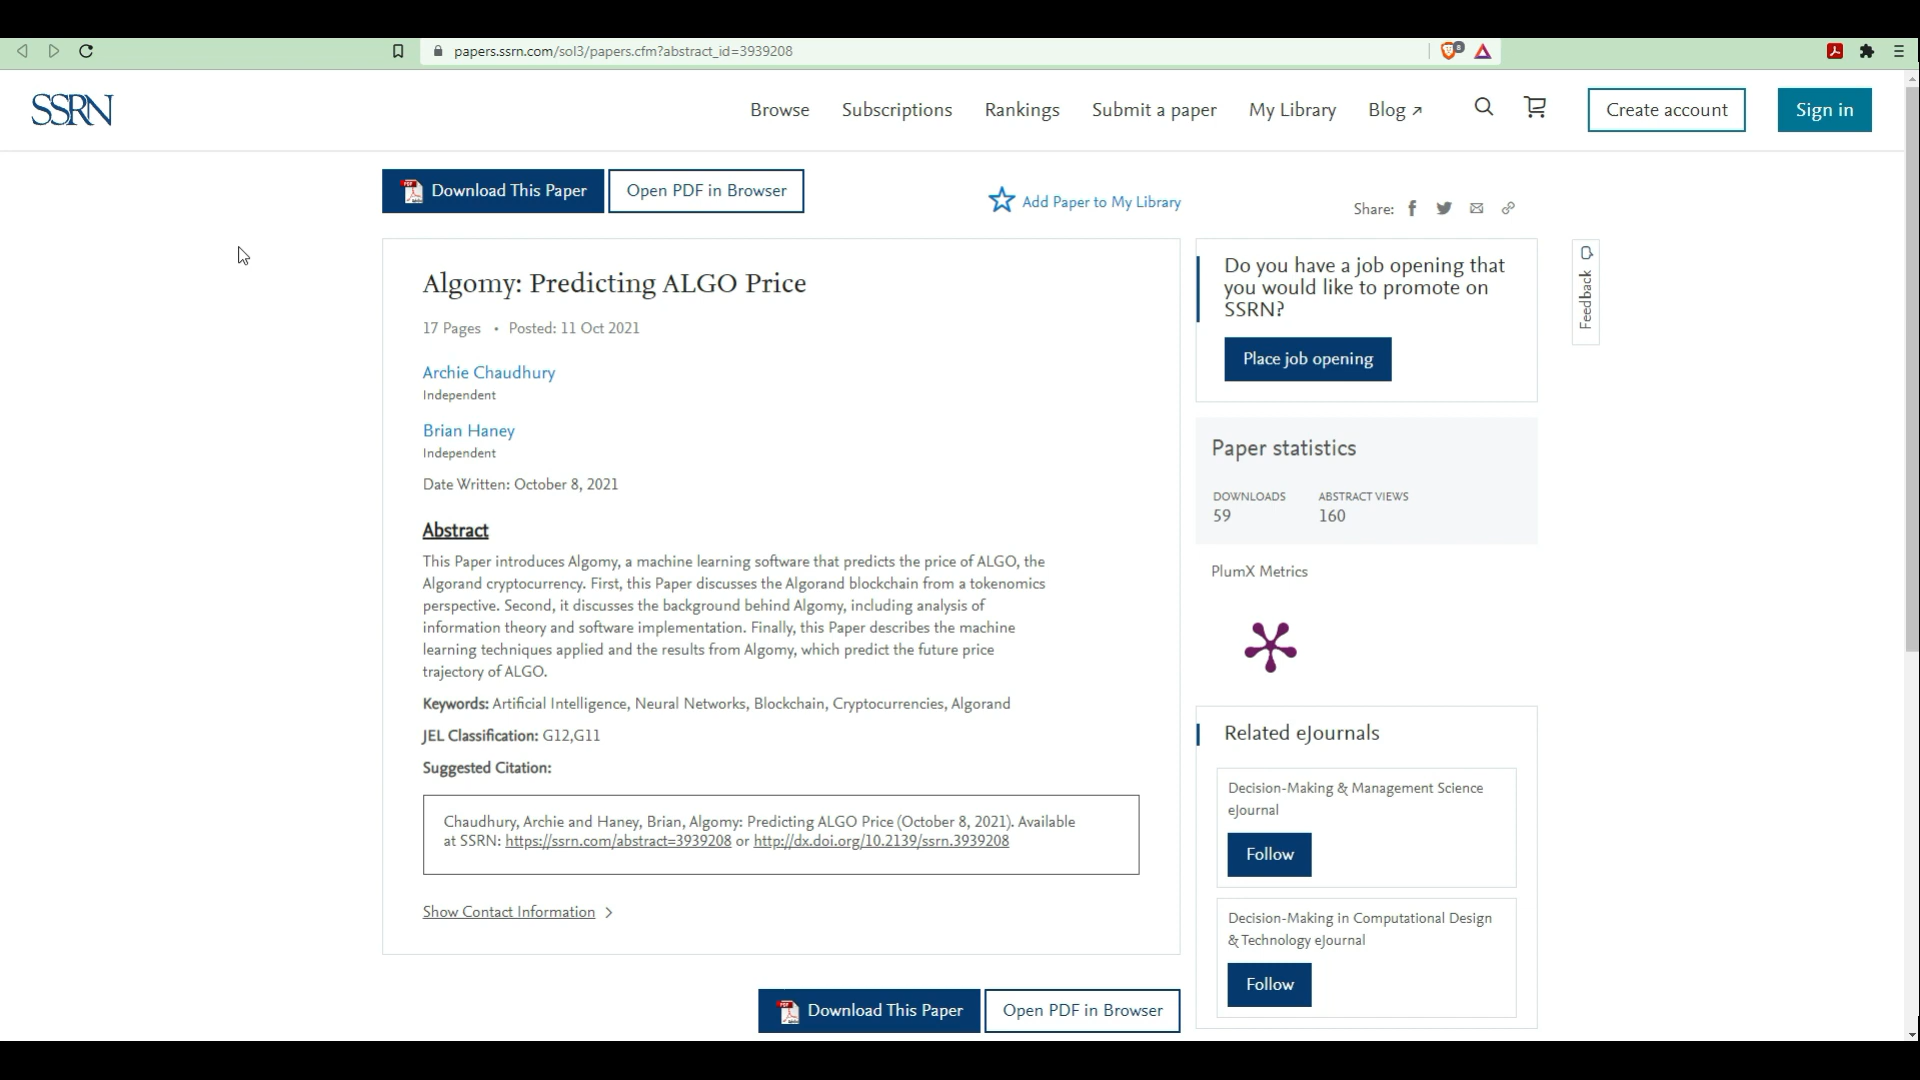 papers.ssrn.com/sol3/papers.cfm?abstract_id=3939208
8
SSRN
Browse
Subscriptions
Rankings
Submit a paper
My Library
Blog ↗
Create account
Sign in
Download This Paper
Open PDF in Browser
Add Paper to My Library
Share:
Algomy: Predicting ALGO Price
17 Pages • Posted: 11 Oct 2021
Archie Chaudhury
Independent
Brian Haney
Independent
Date Written: October 8, 2021
Abstract
This Paper introduces Algomy, a machine learning software that predicts the price of ALGO, the
Algorand cryptocurrency. First, this Paper discusses the Algorand blockchain from a tokenomics
perspective. Second, it discusses the background behind Algomy, including analysis of
information theory and software implementation. Finally, this Paper describes the machine
learning techniques applied and the results from Algomy, which predict the future price
trajectory of ALGO.
Keywords: Artificial Intelligence, Neural Networks, Blockchain, Cryptocurrencies, Algorand
JEL Classification: G12,G11
Suggested Citation:
Chaudhury, Archie and Haney, Brian, Algomy: Predicting ALGO Price (October 8, 2021). Available
at SSRN: https://ssrn.com/abstract=3939208 or http://dx.doi.org/10.2139/ssrn.3939208
Show Contact Information >
Download This Paper
Open PDF in Browser
Do you have a job opening that
you would like to promote on
SSRN?
Place job opening
Paper statistics
DOWNLOADS
59
ABSTRACT VIEWS
160
PlumX Metrics
Related eJournals
Decision-Making & Management Science
eJournal
Follow
Decision-Making in Computational Design
& Technology eJournal
Follow
Feedback